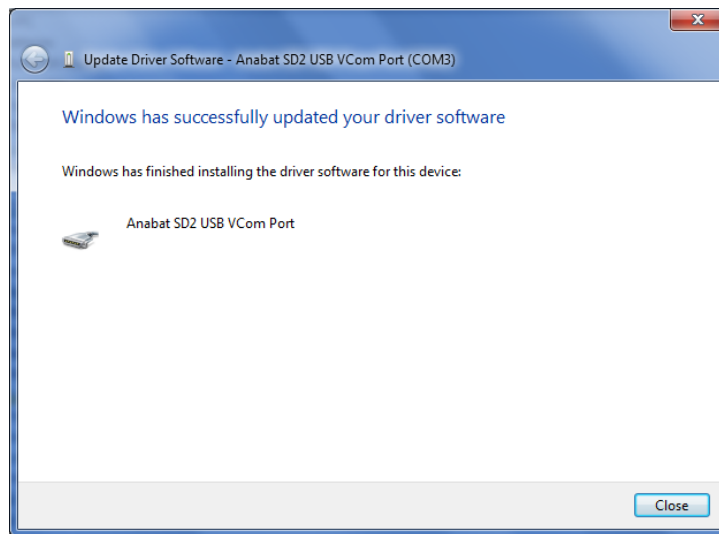 Update Driver Software - Anabat SD2 USB VCom Port (COM3)
Windows has successfully updated your driver software
Windows has finished installing the driver software for this device:
Anabat SD2 USB VCom Port
Close